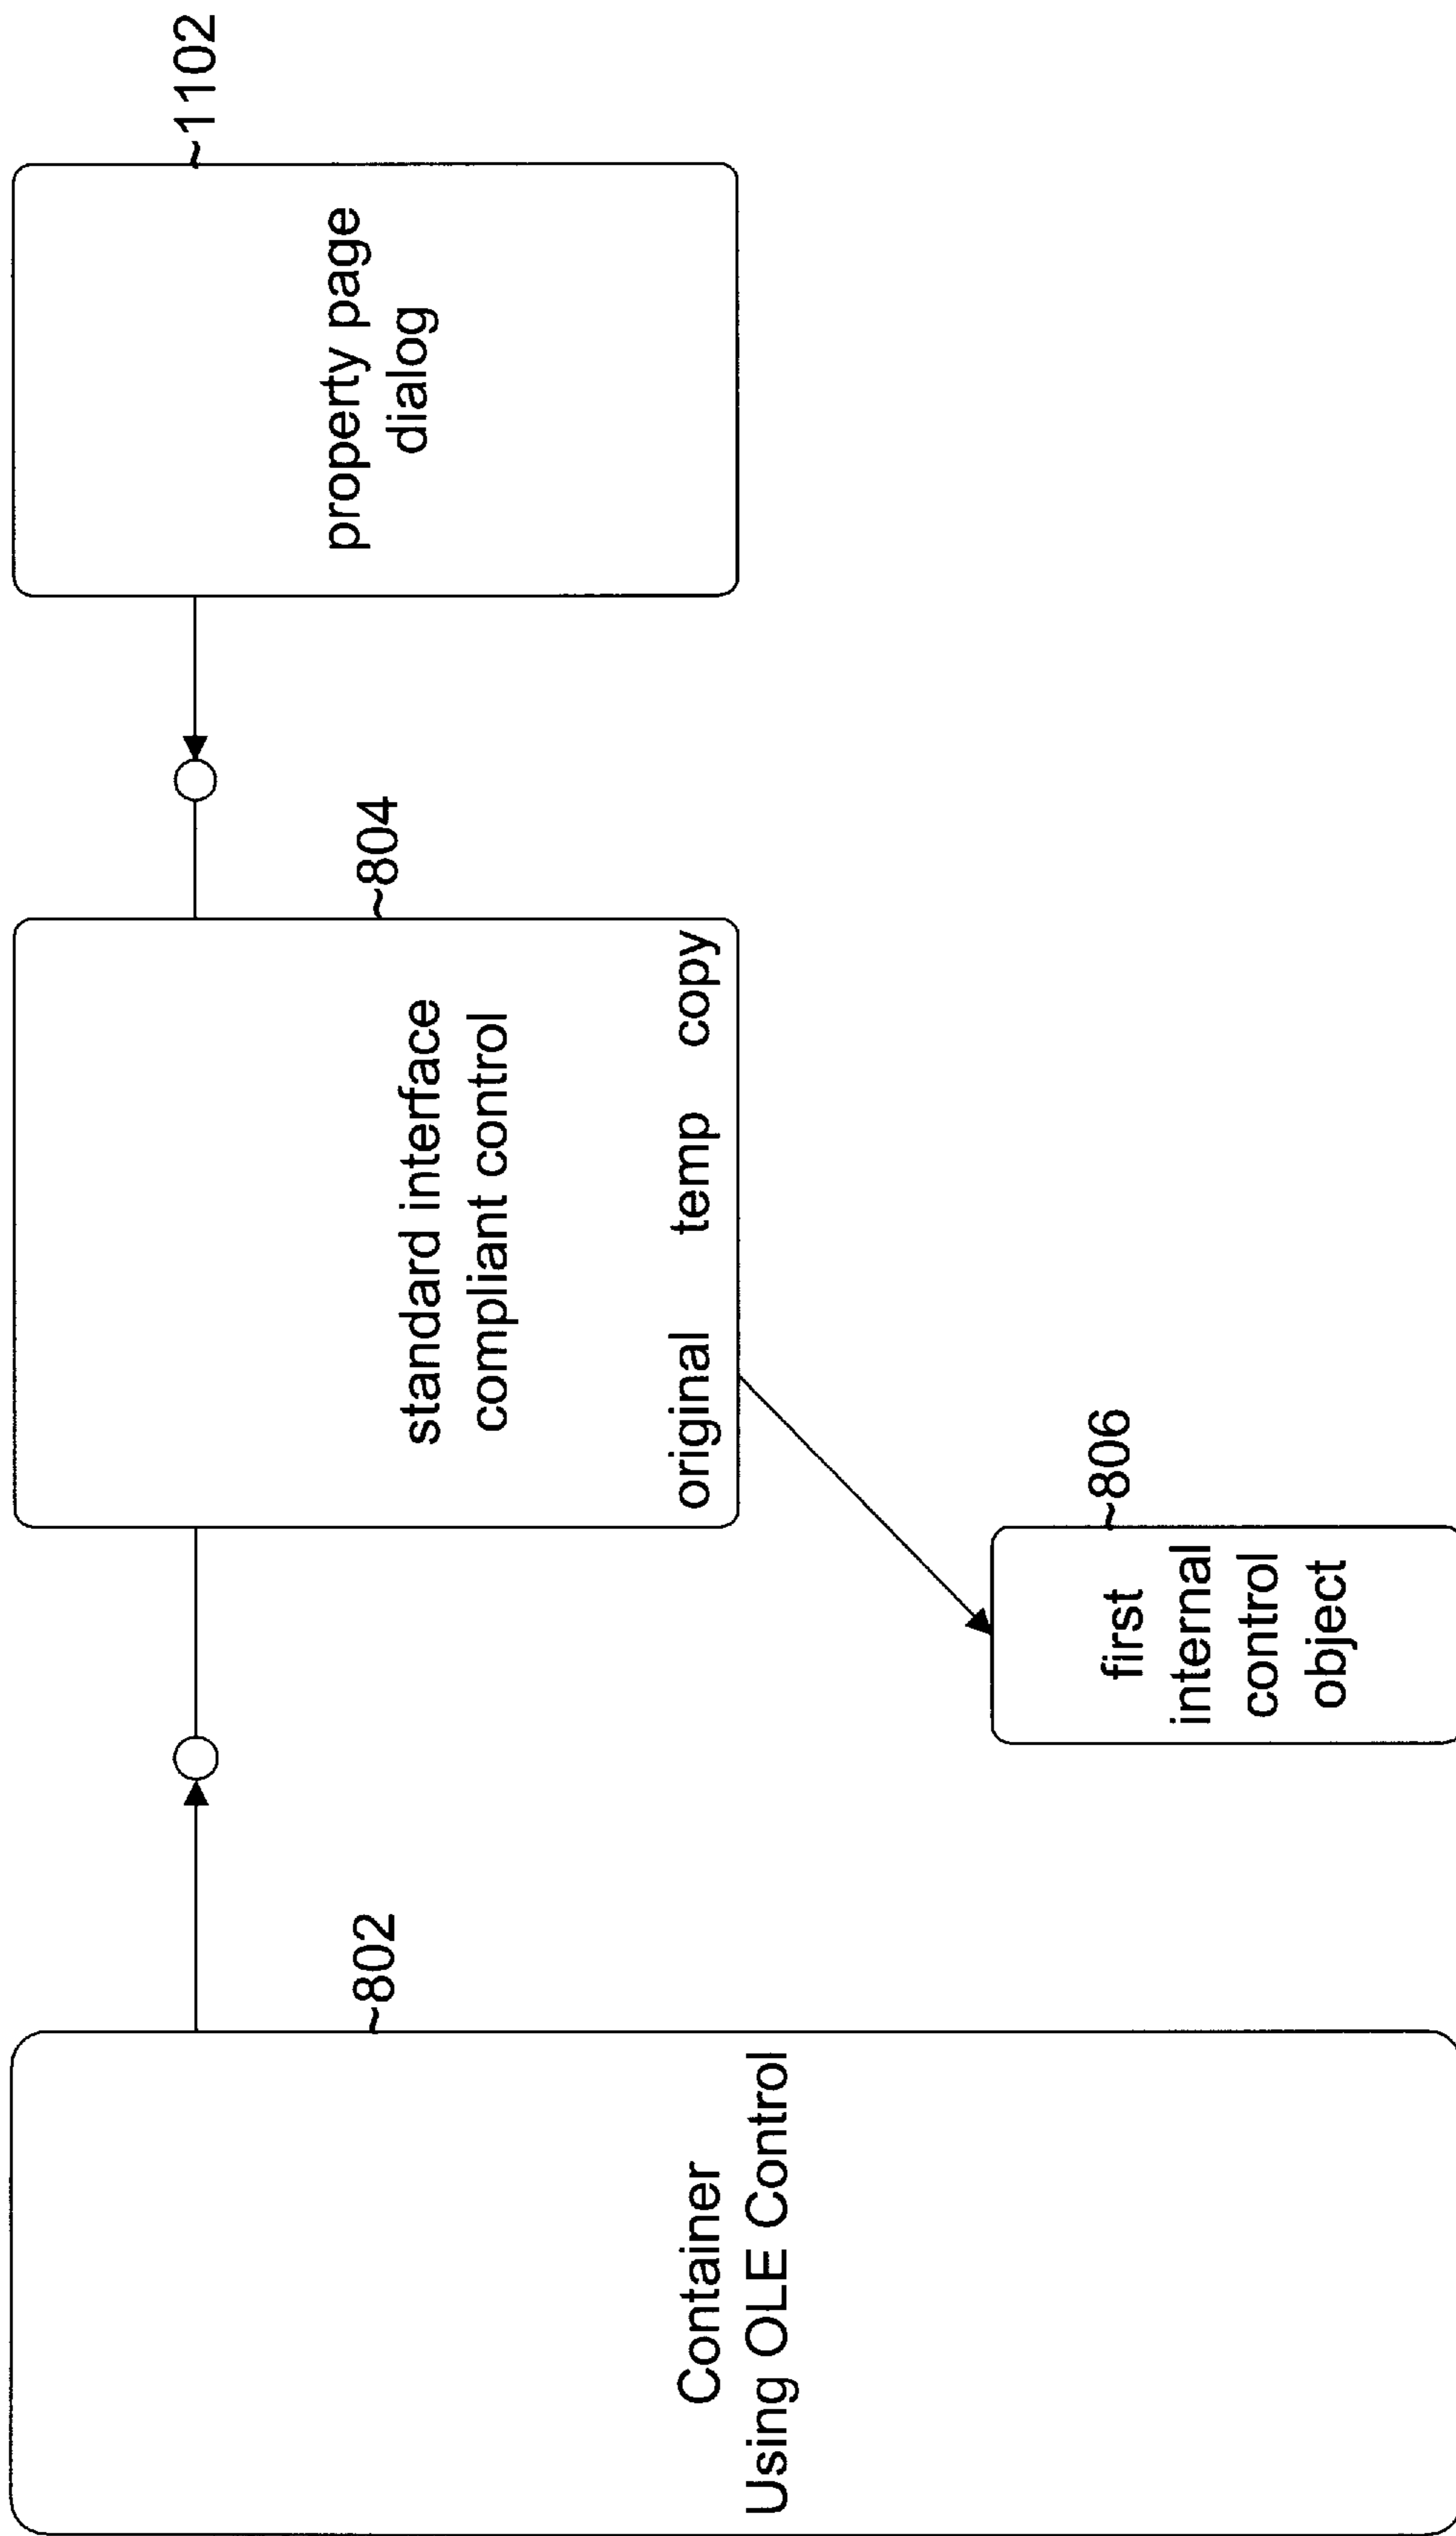 Container
Using OLE Control
~802
standard interface
compliant control
original temp copy
~804
first
internal
control
object
~806
property page
dialog
~1102